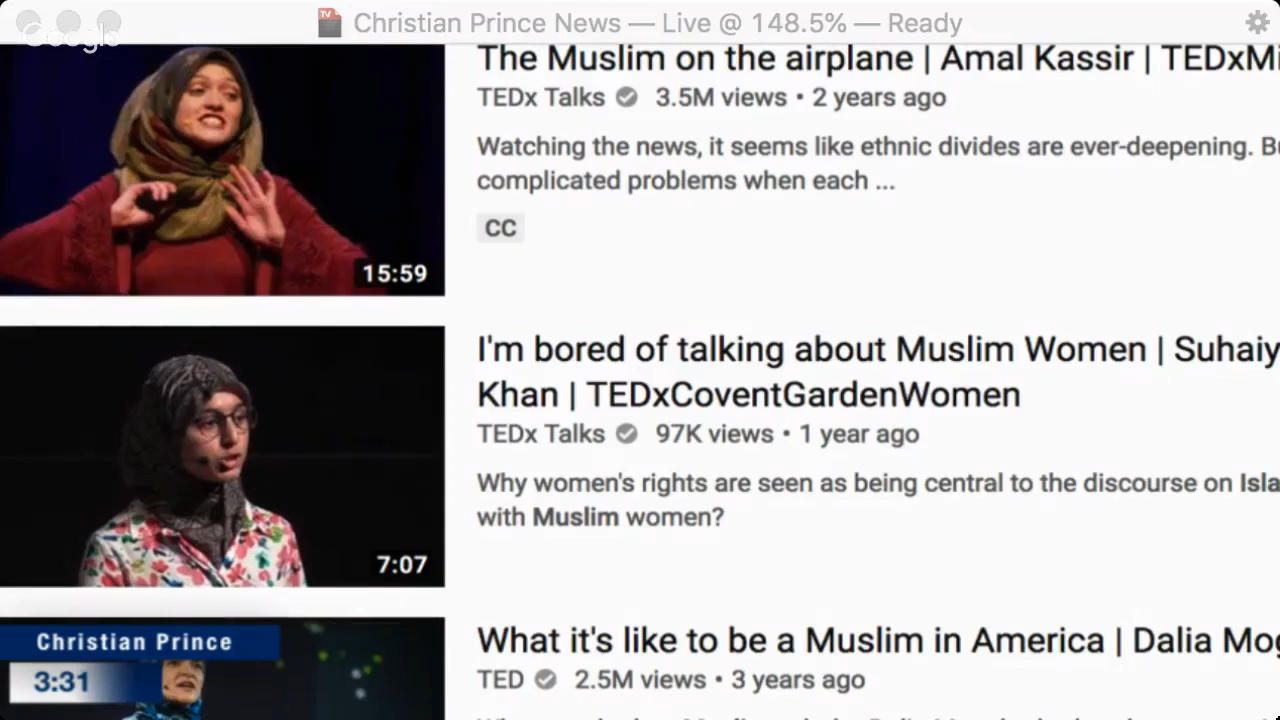 Christian Prince News — Live @ 148.5% — Ready
Google
The Muslim on the airplane | Amal Kassir | TEDxMi
TEDx Talks 3.5M views • 2 years ago
Watching the news, it seems like ethnic divides are ever-deepening. Bu
complicated problems when each ...
CC
15:59
I'm bored of talking about Muslim Women | Suhaiy
Khan | TEDxCoventGardenWomen
TEDx Talks 97K views • 1 year ago
Why women's rights are seen as being central to the discourse on Isla
with Muslim women?
7:07
What it's like to be a Muslim in America | Dalia Mog
TED 2.5M views • 3 years ago
Christian Prince
3:31